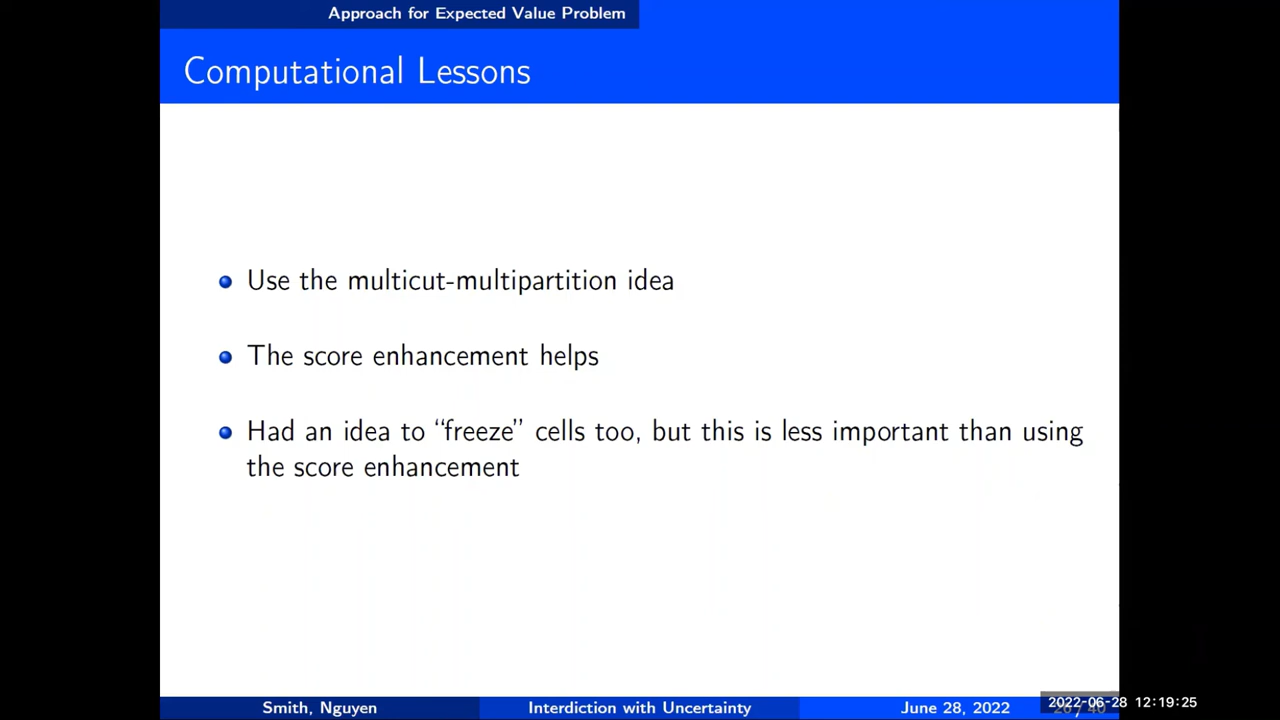 Approach for Expected Value Problem
Computational Lessons
Use the multicut-multipartition idea
The score enhancement helps
Had an idea to “freeze” cells too, but this is less important than using
the score enhancement
Smith, Nguyen
Interdiction with Uncertainty
June 28, 2022
2022-06-28 12:19:25